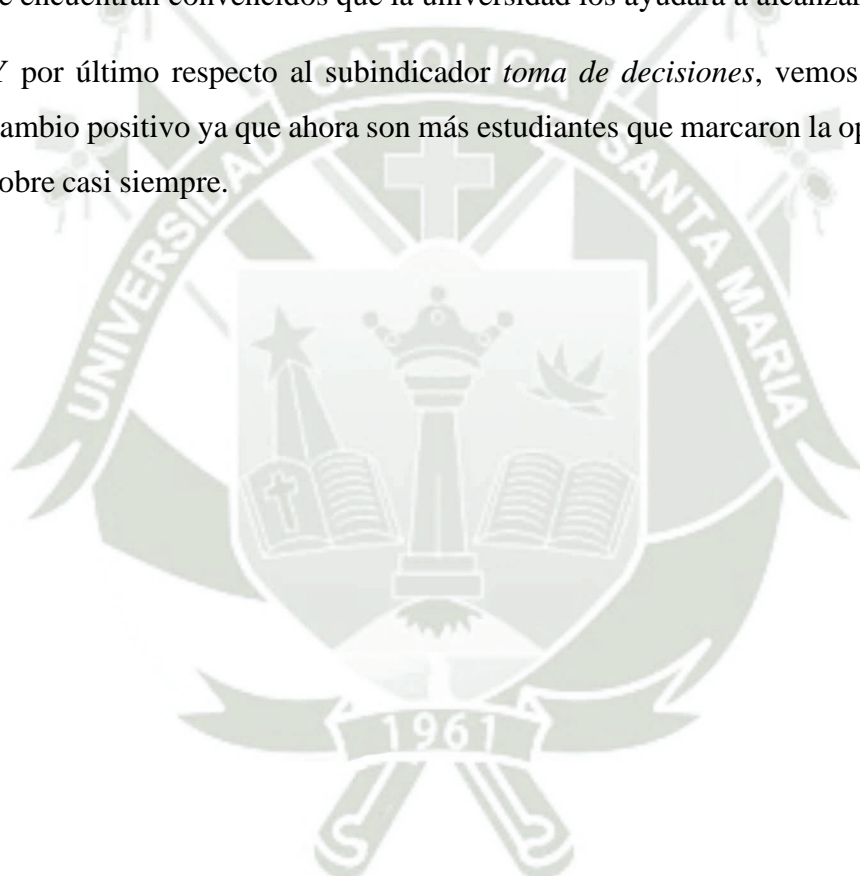 encuentran convencidos que la universidad los ayudará a alcanzar
Y por último respecto al subindicador toma de decisiones, vemos
ambio positivo ya que ahora son más estudiantes que marcaron la op
obre casi siempre.
UNIVERSIDAD CATOLICA SANTA MARIA
1961